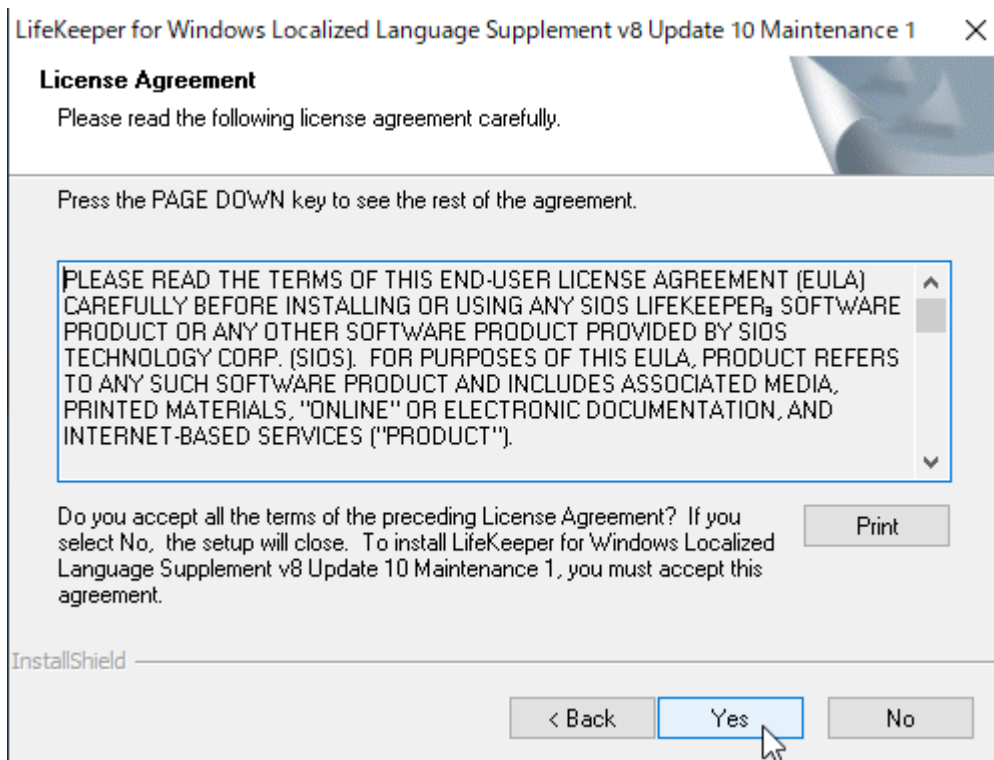 LifeKeeper for Windows Localized Language Supplement v8 Update 10 Maintenance 1
License Agreement
Please read the following license agreement carefully.
Press the PAGE DOWN key to see the rest of the agreement.
PLEASE READ THE TERMS OF THIS END-USER LICENSE AGREEMENT (EULA)
CAREFULLY BEFORE INSTALLING OR USING ANY SIOS LIFEKEEPER₃ SOFTWARE
PRODUCT OR ANY OTHER SOFTWARE PRODUCT PROVIDED BY SIOS
TECHNOLOGY CORP. (SIOS).  FOR PURPOSES OF THIS EULA, PRODUCT REFERS
TO ANY SUCH SOFTWARE PRODUCT AND INCLUDES ASSOCIATED MEDIA,
PRINTED MATERIALS, "ONLINE" OR ELECTRONIC DOCUMENTATION, AND
INTERNET-BASED SERVICES ("PRODUCT").
Do you accept all the terms of the preceding License Agreement?  If you
select No,  the setup will close.  To install LifeKeeper for Windows Localized
Language Supplement v8 Update 10 Maintenance 1, you must accept this
agreement.
Print
InstallShield
< Back
Yes
No